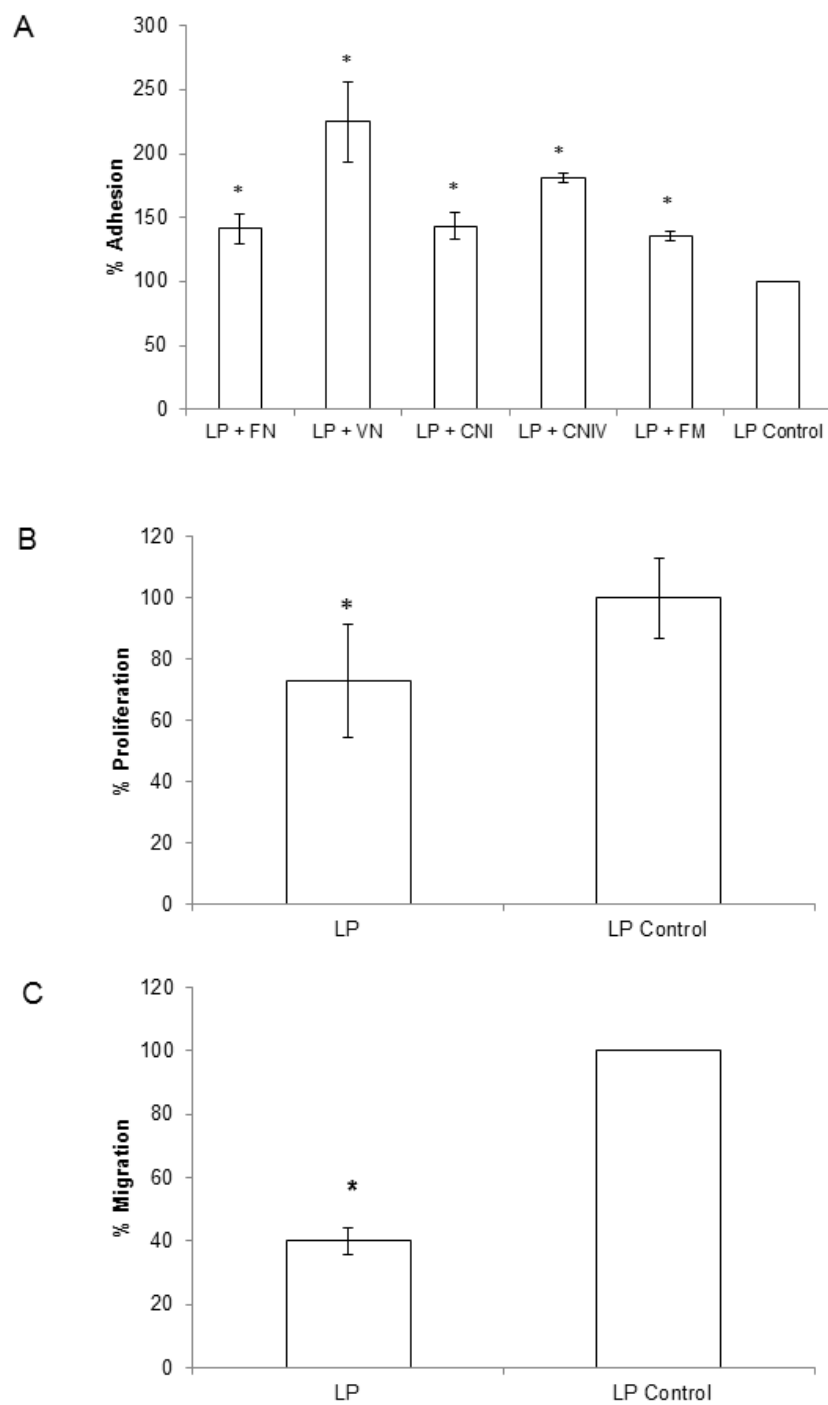 A
300
250
200
150
100
50
0
% Adhesion
* * * * *
LP + FN LP + VN LP + CNI LP + CNIV LP + FM LP Control
B
120
100
80
60
40
20
0
% Proliferation
*
LP LP Control
C
120
100
80
60
40
20
0
% Migration
*
LP LP Control